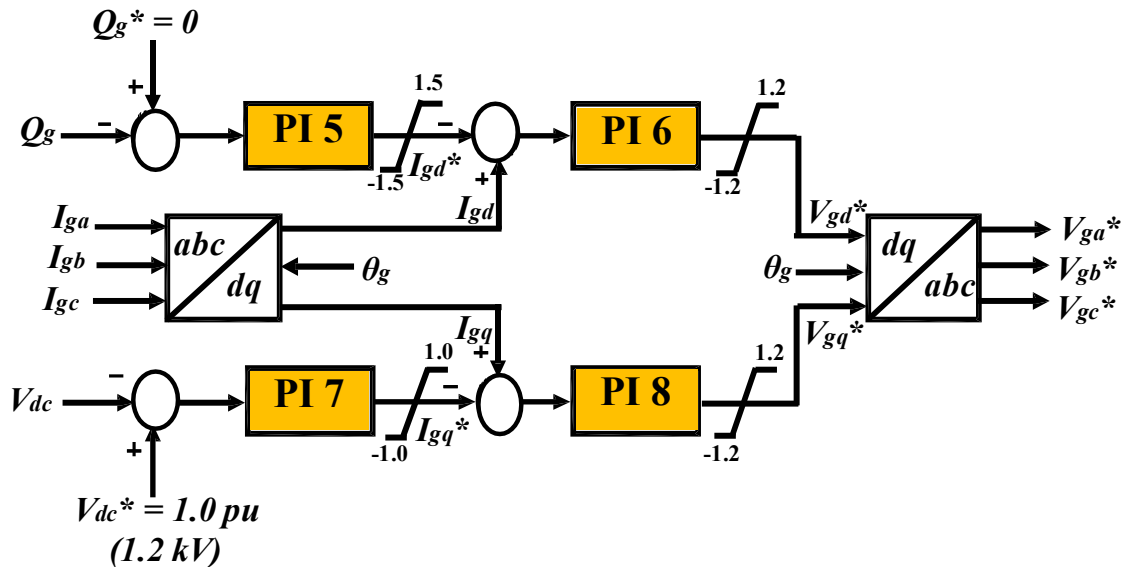 Qg* = 0
+
−
Qg
PI 5
1.5
-1.5
−
Igd*
+
Igd
PI 6
1.2
-1.2
Vgd*
Iga
Igb
Igc
abc
dq
θg
θg
dq
abc
Vga*
Vgb*
Vgc*
Igq
+
Vgq*
Vdc
−
+
PI 7
1.0
-1.0
−
Igq*
PI 8
1.2
-1.2
Vdc* = 1.0 pu
(1.2 kV)